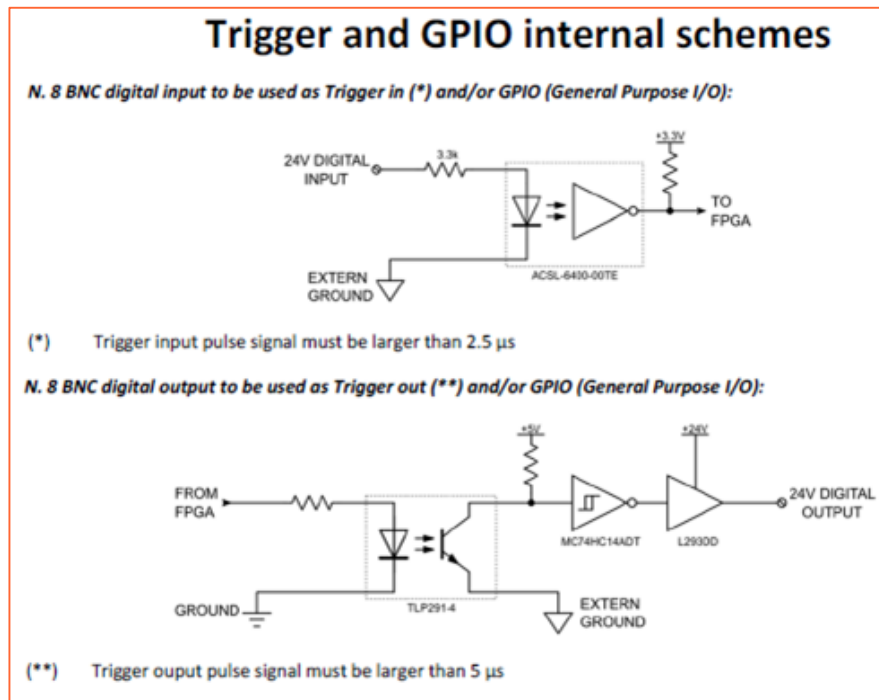 Trigger and GPIO internal schemes
N. 8 BNC digital input to be used as Trigger in (*) and/or GPIO (General Purpose I/O):
+3.3V
3.3k
24V DIGITAL
INPUT
TO
FPGA
ACSL-6400-00TE
EXTERN
GROUND
(*) Trigger input pulse signal must be larger than 2.5 µs
N. 8 BNC digital output to be used as Trigger out (**) and/or GPIO (General Purpose I/O):
+5V
+24V
FROM
FPGA
24V DIGITAL
OUTPUT
MC74HC14ADT
L293DD
TLP291-4
GROUND
EXTERN
GROUND
(**) Trigger ouput pulse signal must be larger than 5 µs